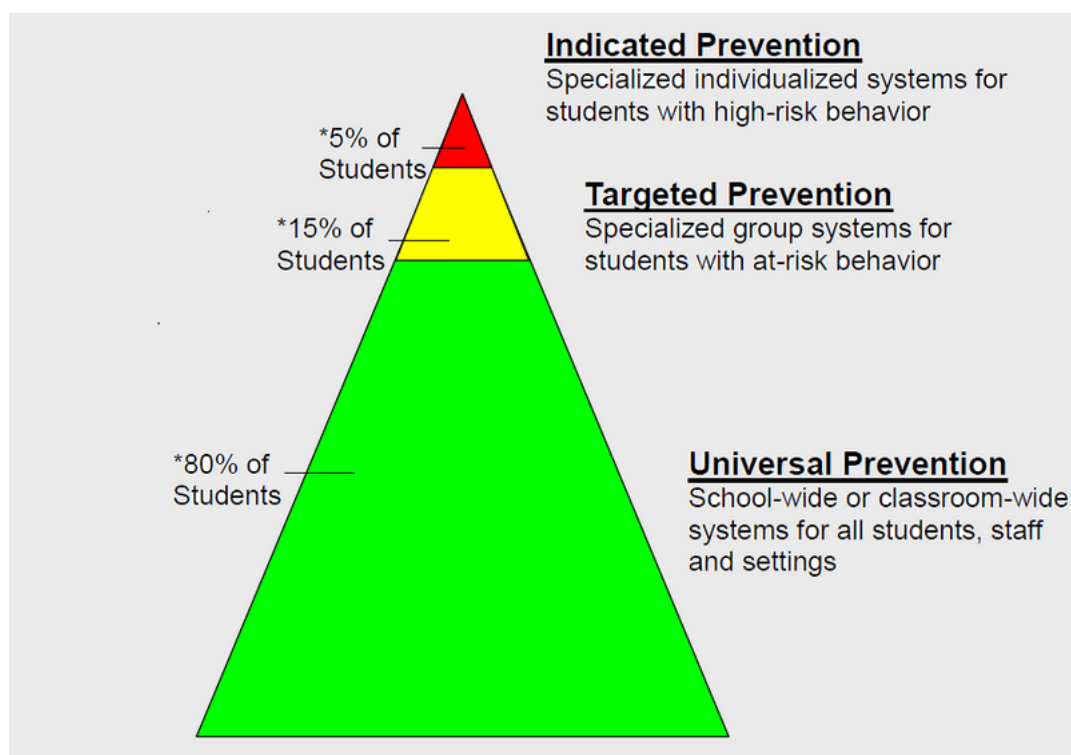 Indicated Prevention
Specialized individualized systems for
students with high-risk behavior
*5% of
Students
Targeted Prevention
Specialized group systems for
students with at-risk behavior
*15% of
Students
*80% of
Students
Universal Prevention
School-wide or classroom-wide
systems for all students, staff
and settings